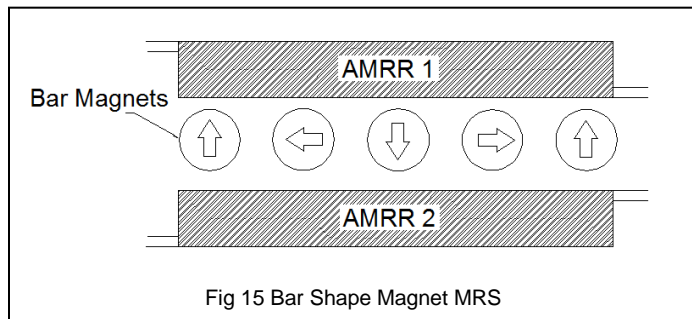 AMRR 1
Bar Magnets
AMRR 2
Fig 15 Bar Shape Magnet MRS